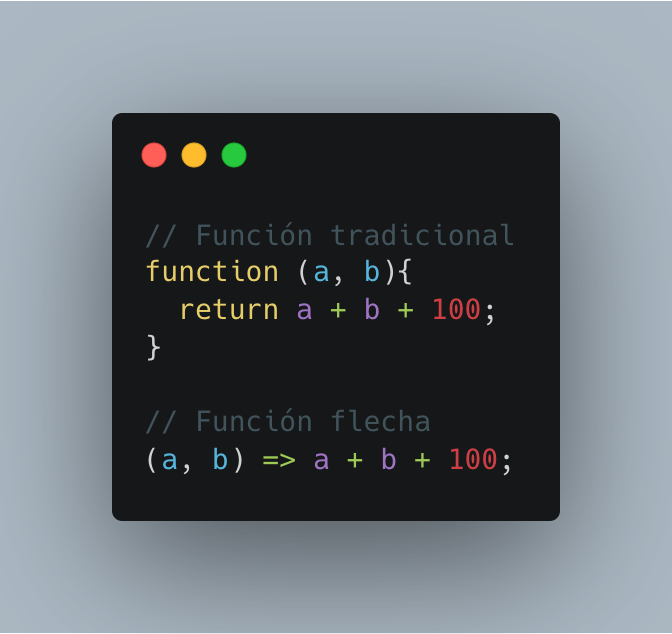 // Función tradicional
function (a, b){
  return a + b + 100;
}
// Función flecha
(a, b) => a + b + 100;